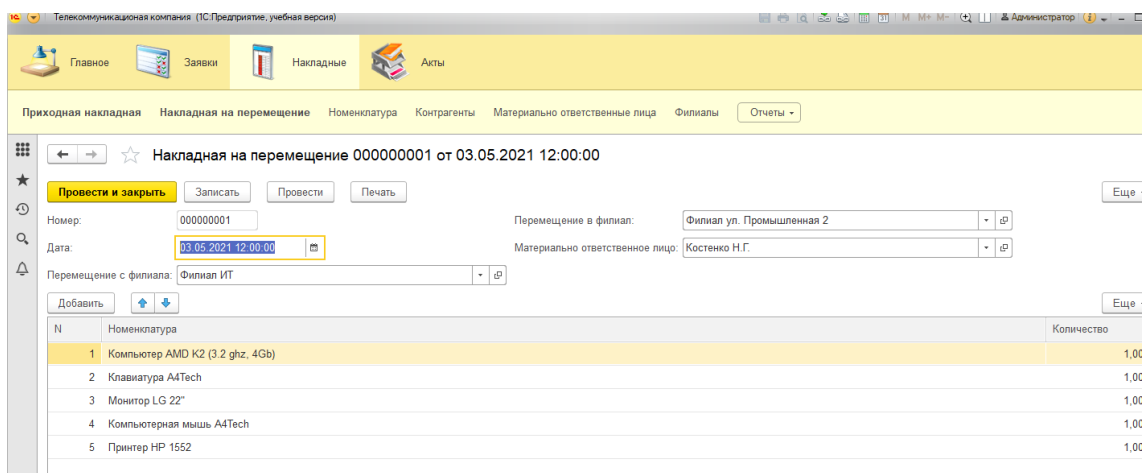 Телекоммуникационая компания (1С:Предприятие, учебная версия) M M+ M- Администратор
Главное Заявки Накладные Акты
Приходная накладная Накладная на перемещение Номенклатура Контрагенты Материально ответственные лица Филиалы Отчеты
Накладная на перемещение 000000001 от 03.05.2021 12:00:00
Провести и закрыть Записать Провести Печать Еще
Номер: 000000001 Перемещение в филиал: Филиал ул. Промышленная 2
Дата: 03.05.2021 12:00:00 Материально ответственное лицо: Костенко Н.Г.
Перемещение с филиала: Филиал ИТ
Добавить Еще
N Номенклатура Количество
1 Компьютер AMD K2 (3.2 ghz, 4Gb) 1,00
2 Клавиатура A4Tech 1,00
3 Монитор LG 22" 1,00
4 Компьютерная мышь A4Tech 1,00
5 Принтер HP 1552 1,00